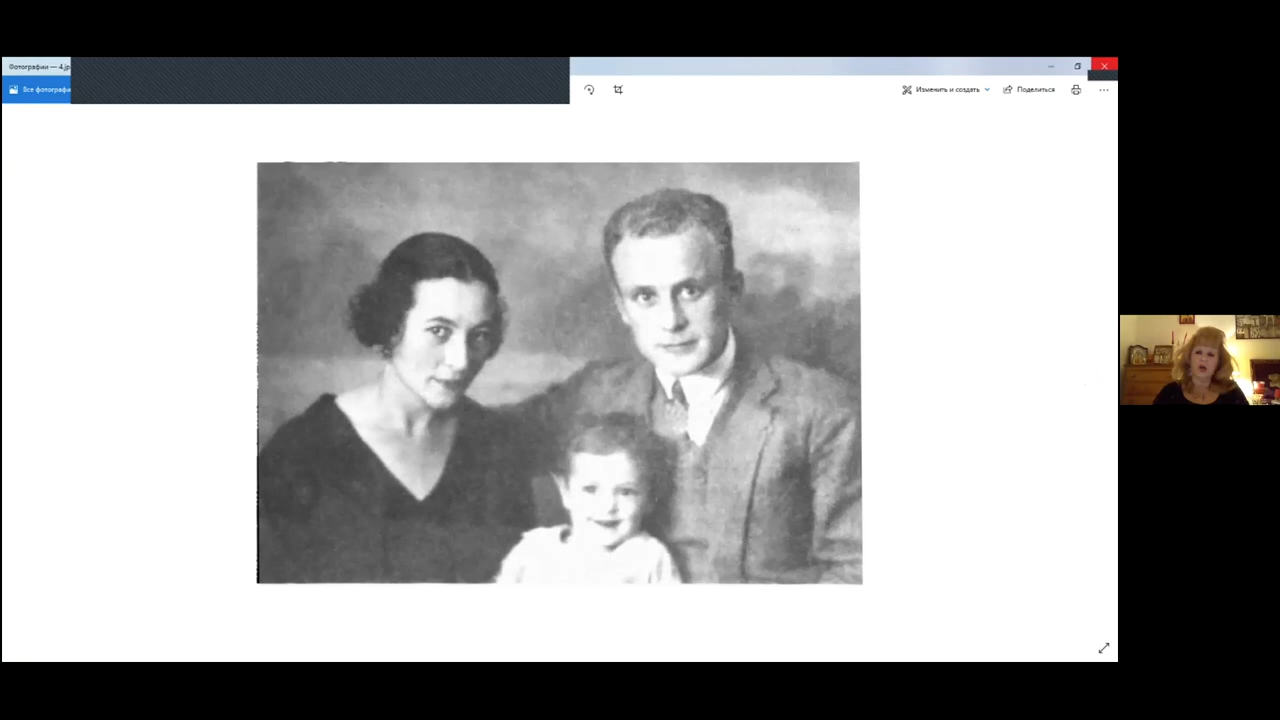 Фотографии — 4.jp
Все фотографи
Изменить и создать
Поделиться